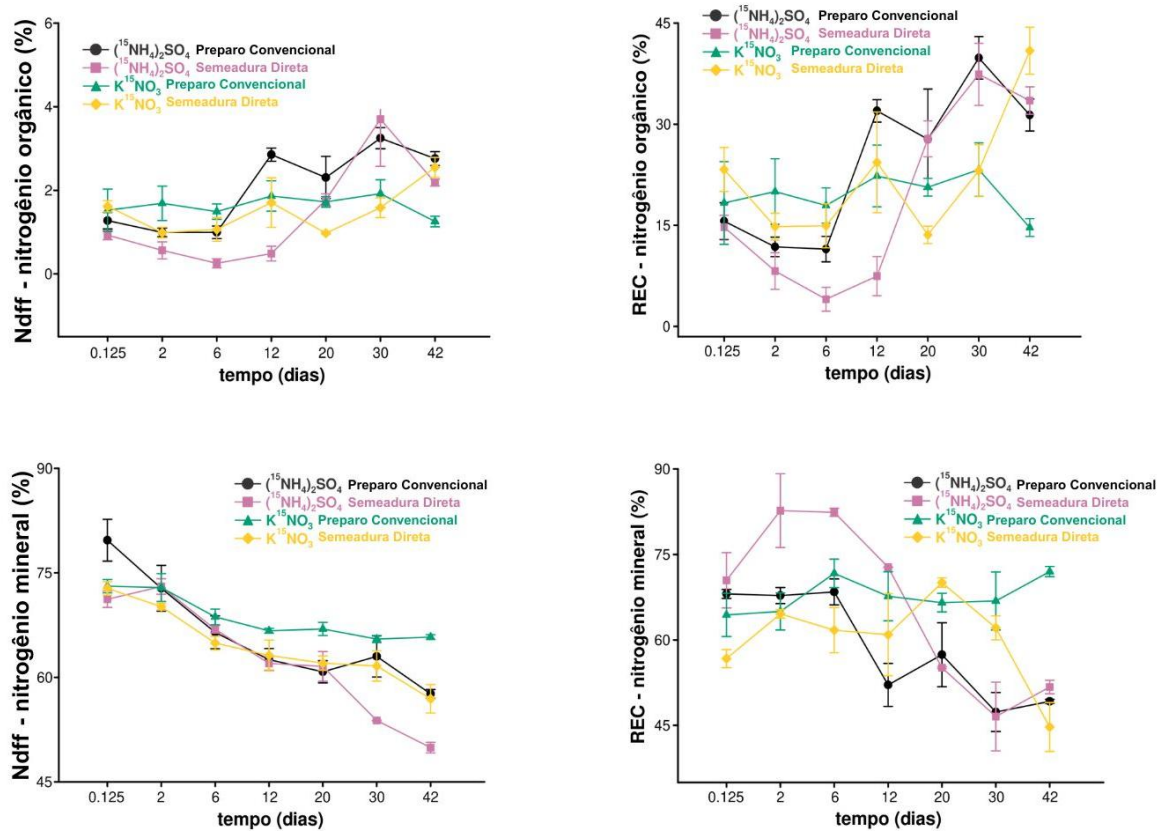 Ndff - nitrogênio orgânico (%)
6
4
2
0
(¹⁵NH₄)₂SO₄ Preparo Convencional
(¹⁵NH₄)₂SO₄ Semeadura Direta
K¹⁵NO₃ Preparo Convencional
K¹⁵NO₃ Semeadura Direta
0.125 2 6 12 20 30 42
tempo (dias)
REC - nitrogênio orgânico (%)
45
30
15
0
(¹⁵NH₄)₂SO₄ Preparo Convencional
(¹⁵NH₄)₂SO₄ Semeadura Direta
K¹⁵NO₃ Preparo Convencional
K¹⁵NO₃ Semeadura Direta
0.125 2 6 12 20 30 42
tempo (dias)
Ndff - nitrogênio mineral (%)
90
75
60
45
(¹⁵NH₄)₂SO₄ Preparo Convencional
(¹⁵NH₄)₂SO₄ Semeadura Direta
K¹⁵NO₃ Preparo Convencional
K¹⁵NO₃ Semeadura Direta
0.125 2 6 12 20 30 42
tempo (dias)
REC - nitrogênio mineral (%)
90
75
60
45
(¹⁵NH₄)₂SO₄ Preparo Convencional
(¹⁵NH₄)₂SO₄ Semeadura Direta
K¹⁵NO₃ Preparo Convencional
K¹⁵NO₃ Semeadura Direta
0.125 2 6 12 20 30 42
tempo (dias)